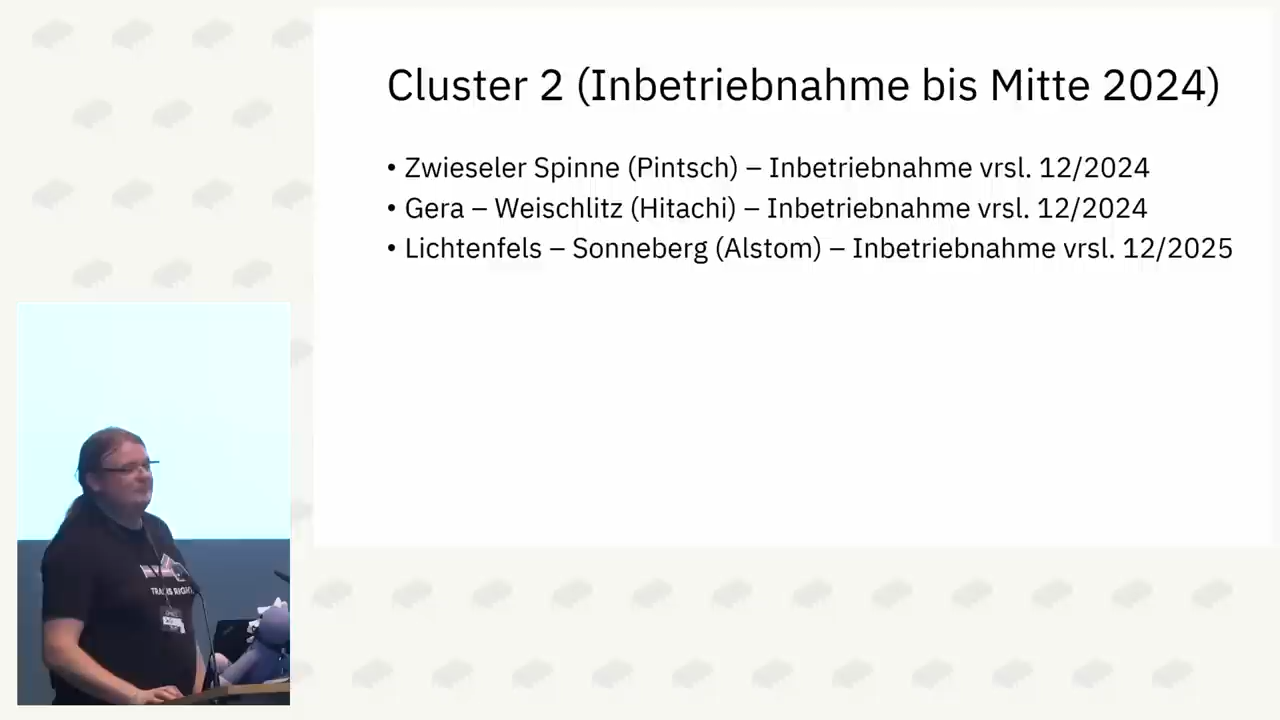 Cluster 2 (Inbetriebnahme bis Mitte 2024)
• Zwieseler Spinne (Pintsch) – Inbetriebnahme vrsl. 12/2024
• Gera – Weischlitz (Hitachi) – Inbetriebnahme vrsl. 12/2024
• Lichtenfels – Sonneberg (Alstom) – Inbetriebnahme vrsl. 12/2025